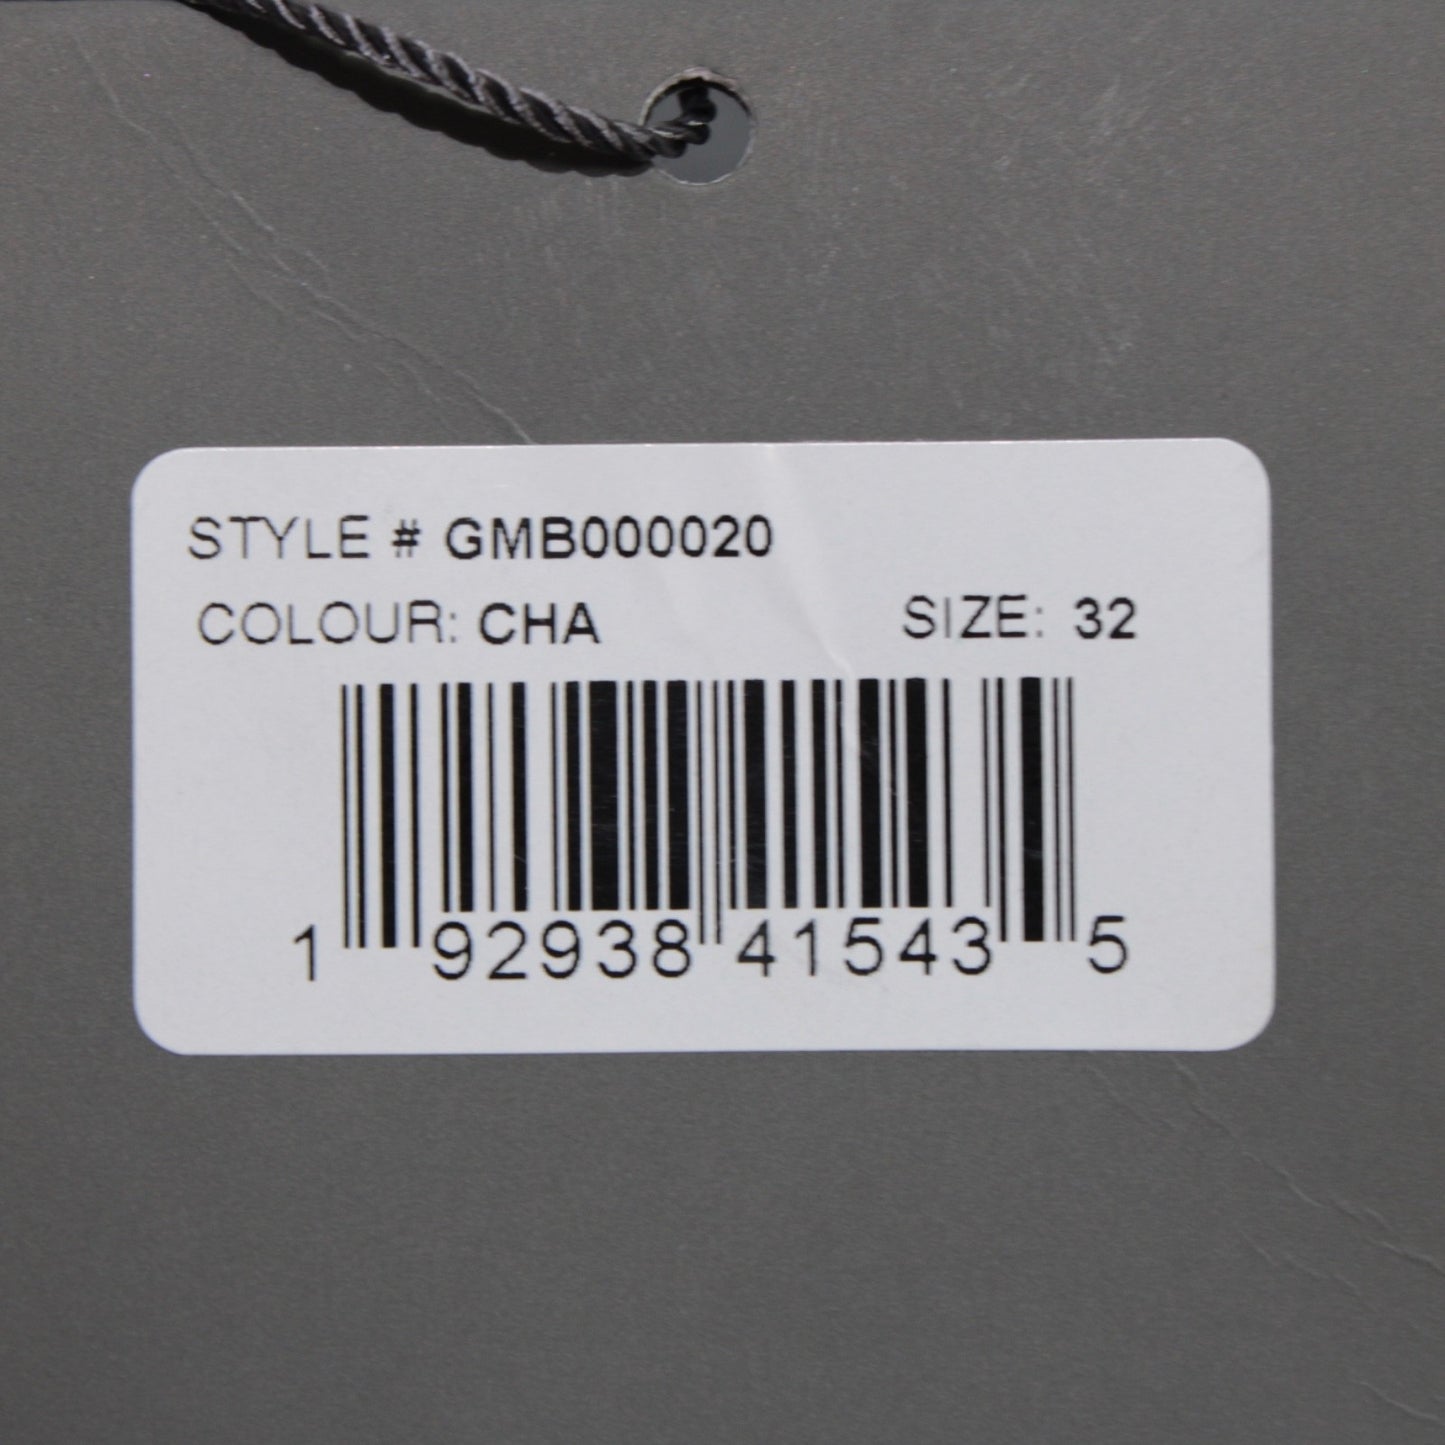 STYLE # GMB000020
COLOUR: CHA SIZE: 32
1 92938 41543 5